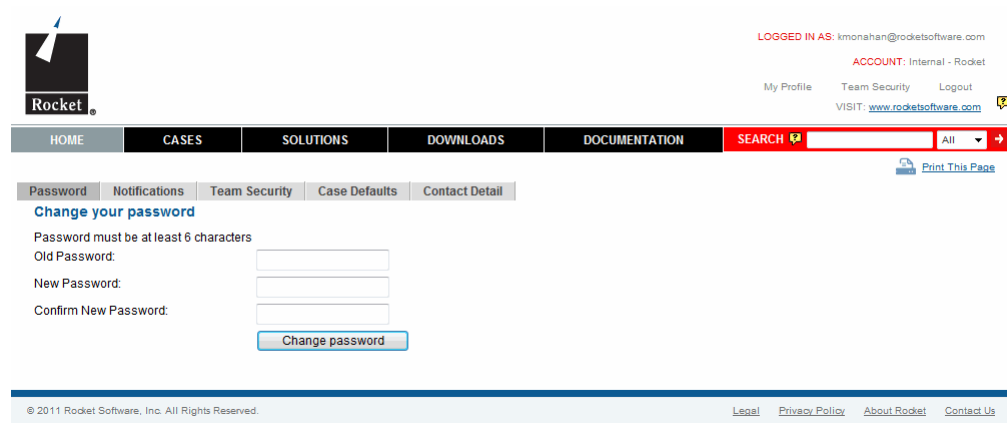 LOGGED IN AS: kmonahan@rocketsoftware.com
ACCOUNT: Internal - Rocket
My Profile Team Security Logout
VISIT: www.rocketsoftware.com
Rocket ®
HOME CASES SOLUTIONS DOWNLOADS DOCUMENTATION SEARCH All
Print This Page
Password Notifications Team Security Case Defaults Contact Detail
Change your password
Password must be at least 6 characters
Old Password:
New Password:
Confirm New Password:
Change password
© 2011 Rocket Software, Inc. All Rights Reserved. Legal Privacy Policy About Rocket Contact Us